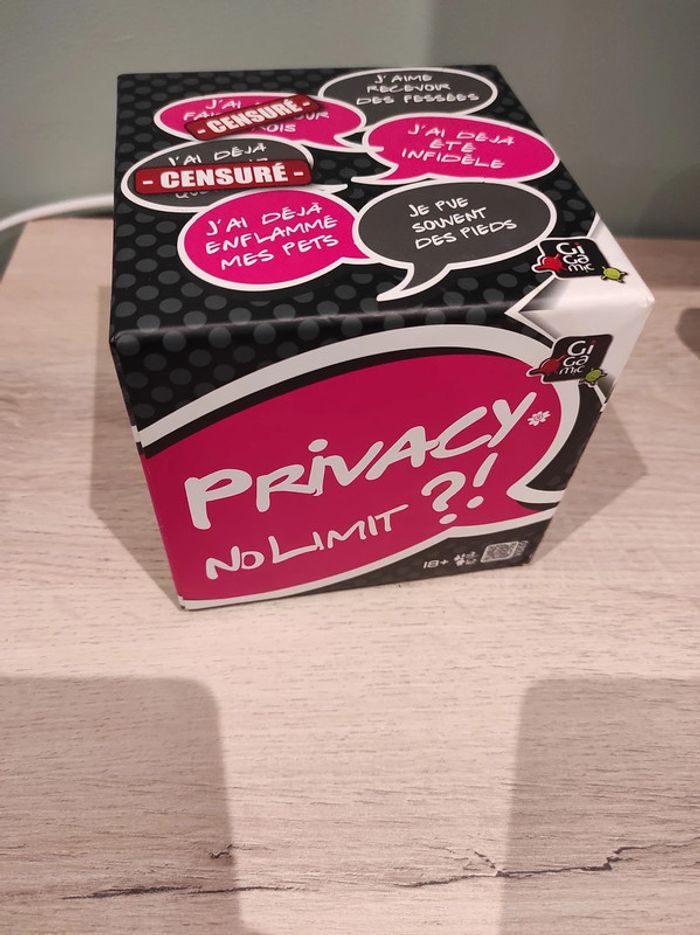 J'AI
- CENSURÉ -
J'AIME
RECEVOIR
DES FESSÉES
J'AI DÉJÀ
ÉTÉ
INFIDÈLE
J'AI DÉJÀ
- CENSURÉ -
J'AI DÉJÀ
ENFLAMMÉ
MES PETS
JE PUE
SOUVENT
DES PIEDS
GiGAMiC
GiGAMiC
PRiVACY
NO LIMIT ?!
18+